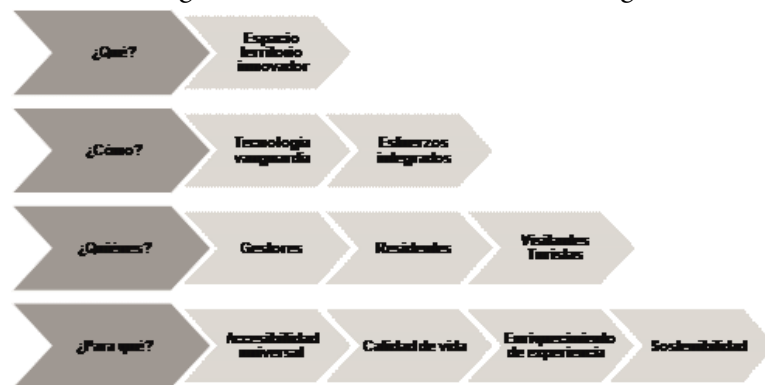 ¿Qué?
Espacio
territorio
innovador
¿Cómo?
Tecnología
vanguardia
Esfuerzos
integrados
¿Quiénes?
Gestores
Residentes
Visitantes
Turistas
¿Para qué?
Accesibilidad
universal
Calidad de vida
Enriquecimiento
de experiencia
Sostenibilidad